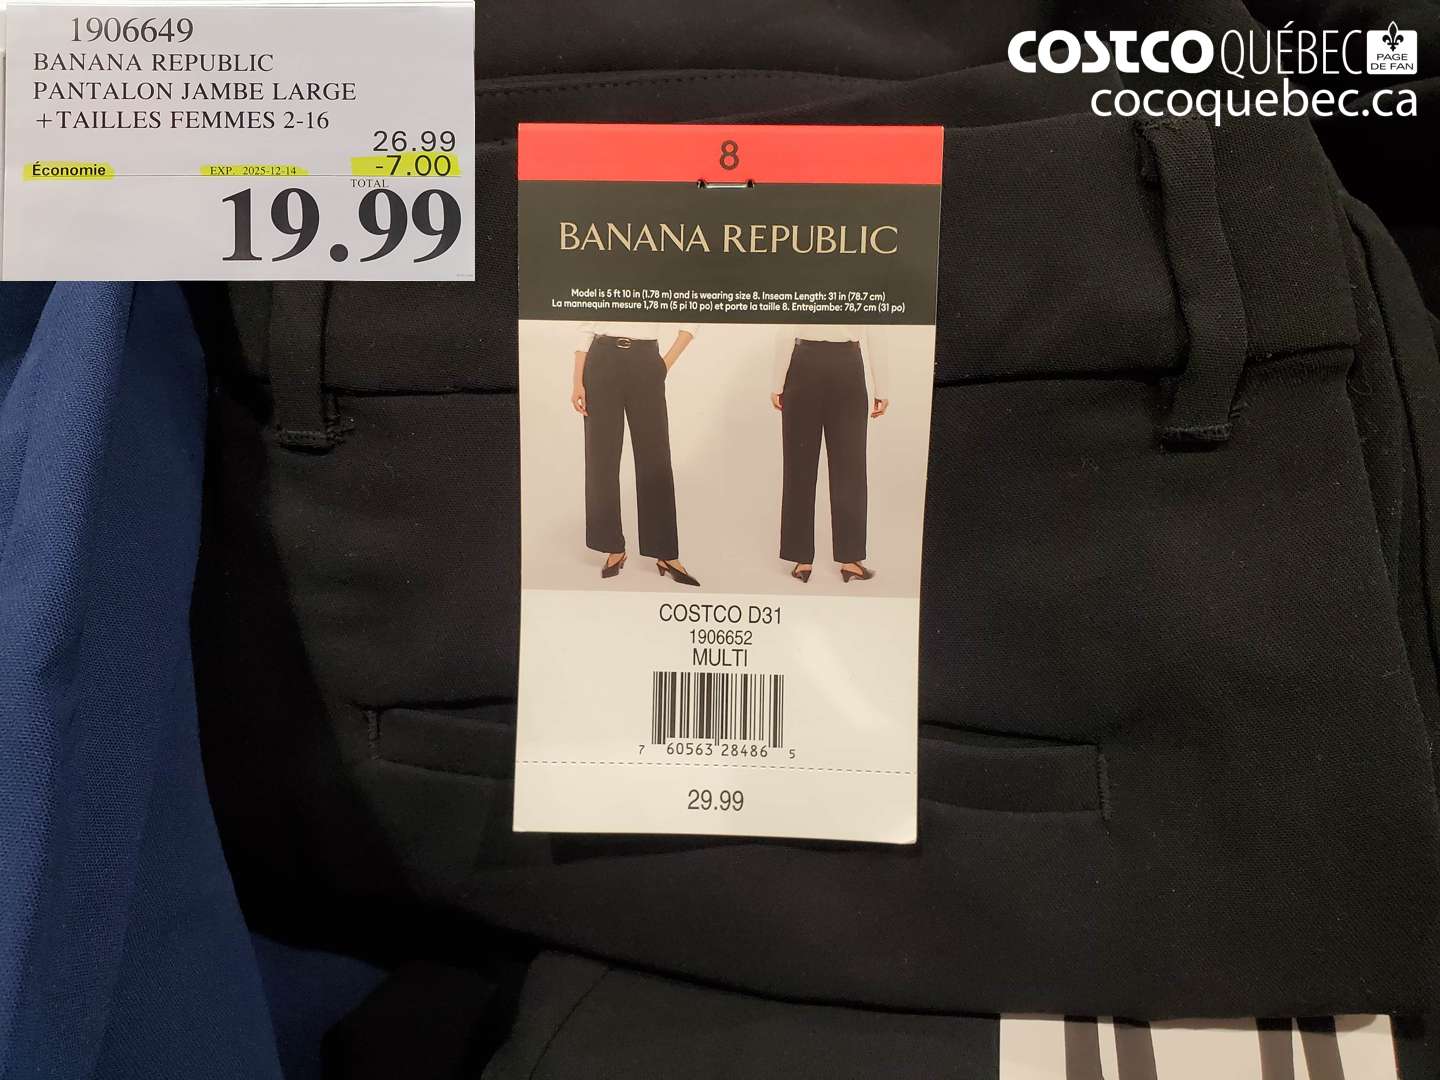 1906649
BANANA REPUBLIC
PANTALON JAMBE LARGE
+TAILLES FEMMES 2-16
26.99
Économie EXP. 2025-12-14 -7.00
TOTAL
19.99
COSTCO QUÉBEC PAGE DE FAN
cocoquebec.ca
8
BANANA REPUBLIC
Model is 5 ft 10 in (1.78 m) and is wearing size 8. Inseam Length: 31 in (78.7 cm)
La mannequin mesure 1,78 m (5 pi 10 po) et porte la taille 8. Entrejambe: 78,7 cm (31 po)
COSTCO D31
1906652
MULTI
7 60563 28486 5
29.99